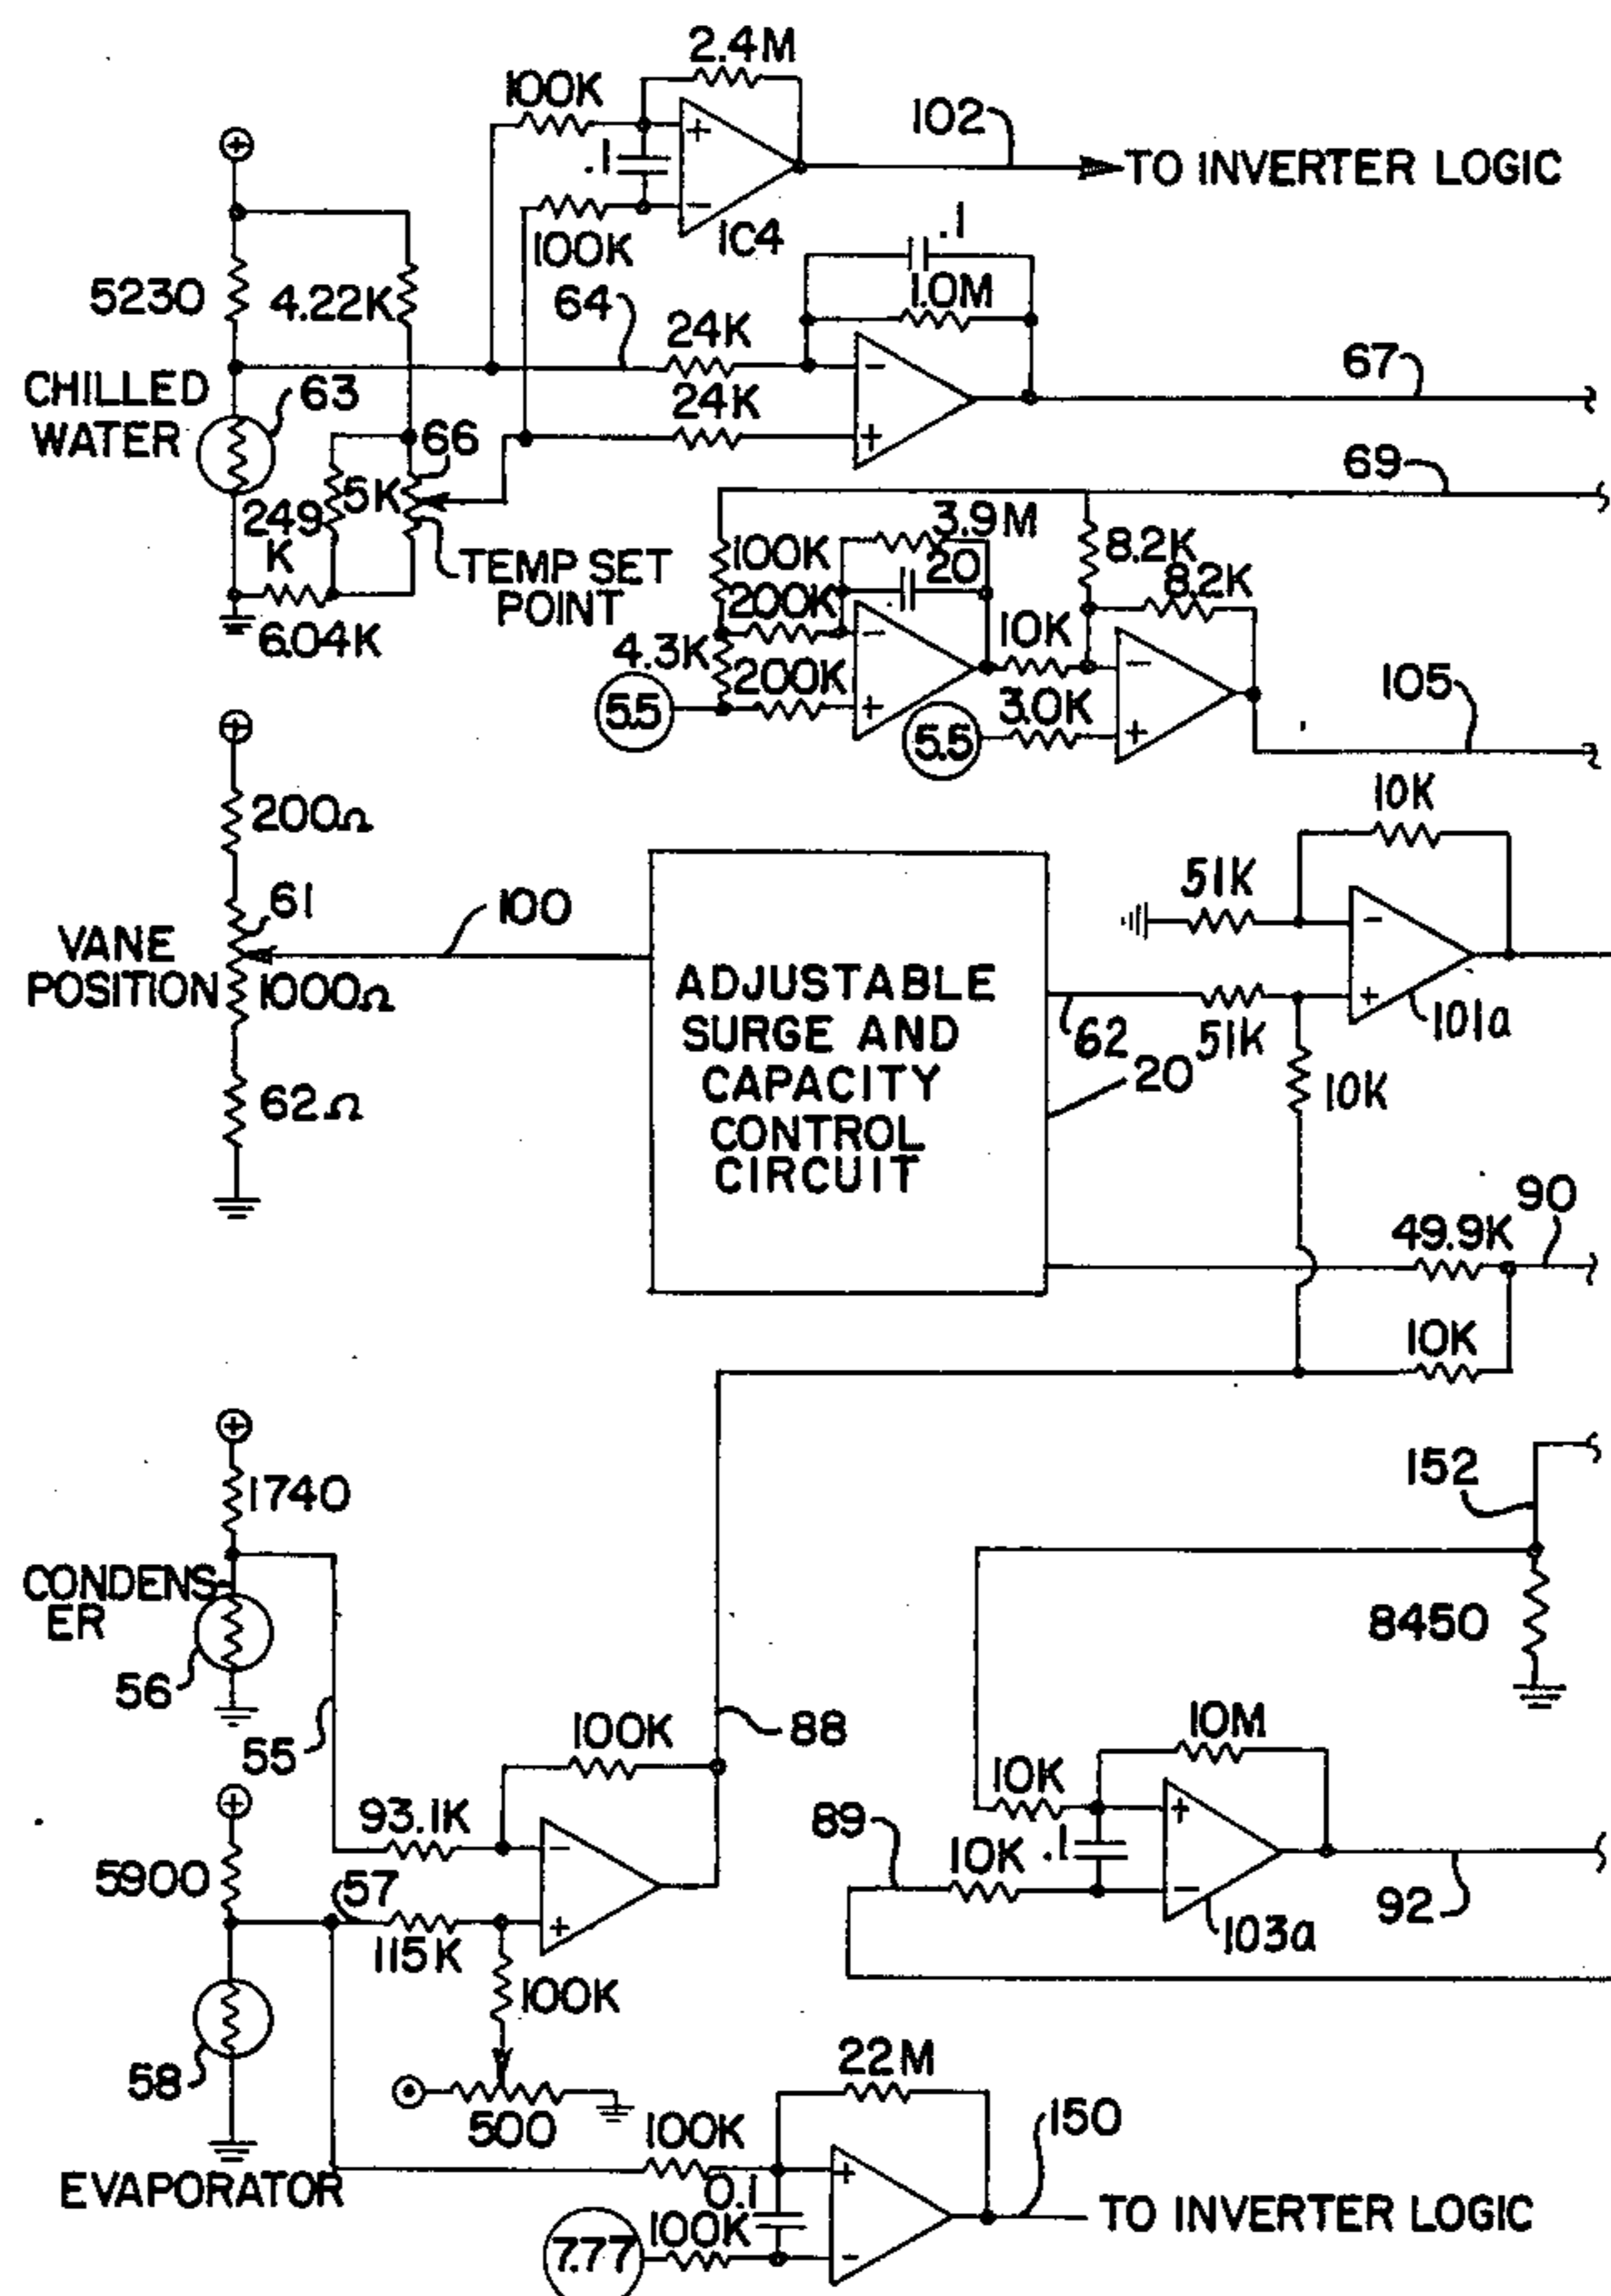 2.4M
100K
102
+
.1
TO INVERTER LOGIC
-
100K
IC4
.1
1.0M
5230
4.22K
64
24K
67
CHILLED
WATER
63
-
24K
+
66
69
249
K
5K
TEMP SET
POINT
3.9M
100K
20
8.2K
8.2K
200K
-
6.04K
4.3K
10K
-
200K
5.5
+
105
5.5
3.0K
+
200Ω
10K
61
100
51K
-
VANE
POSITION
1000Ω
ADJUSTABLE
SURGE AND
CAPACITY
CONTROL
CIRCUIT
62
51K
+
101a
20
10K
62Ω
90
49.9K
10K
1740
152
CONDENS-
ER
8450
56
55
100K
88
10M
93.1K
-
10K
+
89
5900
57
10K
.1
-
92
115K
+
103a
100K
58
22M
500
150
100K
+
EVAPORATOR
0.1
TO INVERTER LOGIC
100K
7.77
-